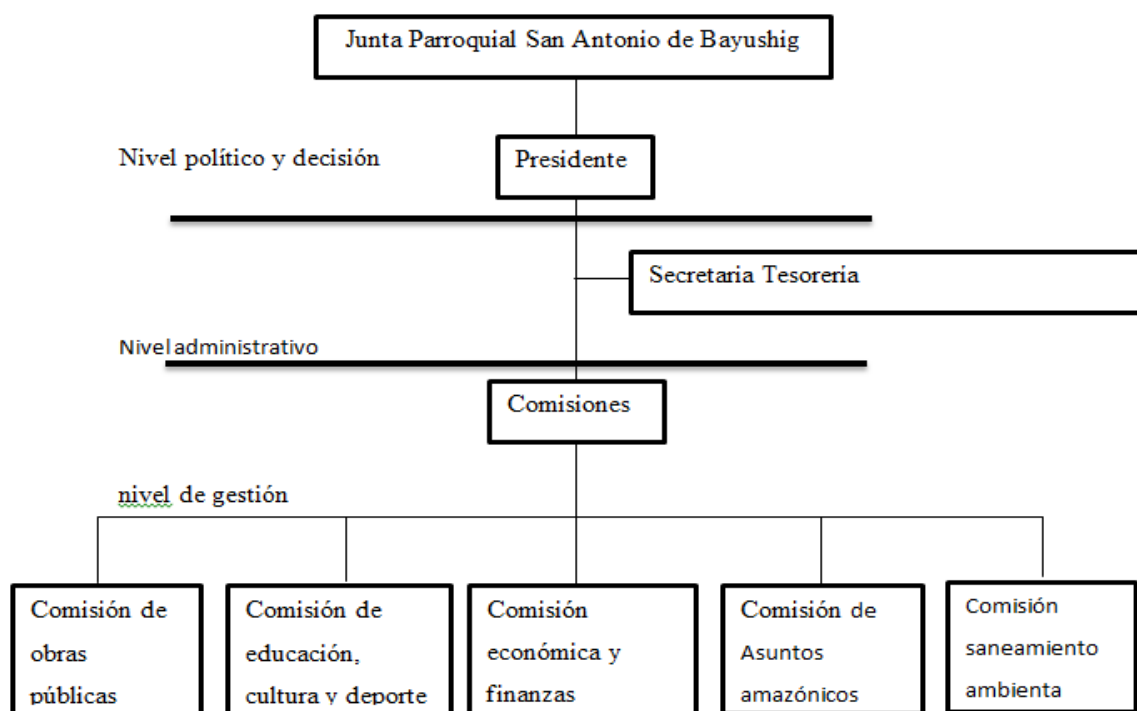 Junta Parroquial San Antonio de Bayushig
Nivel político y decisión
Presidente
Secretaria Tesorería
Nivel administrativo
Comisiones
nivel de gestión
Comisión de
obras
públicas
Comisión de
educación,
cultura y deporte
Comisión
económica y
finanzas
Comisión de
Asuntos
amazónicos
Comisión
saneamiento
ambienta